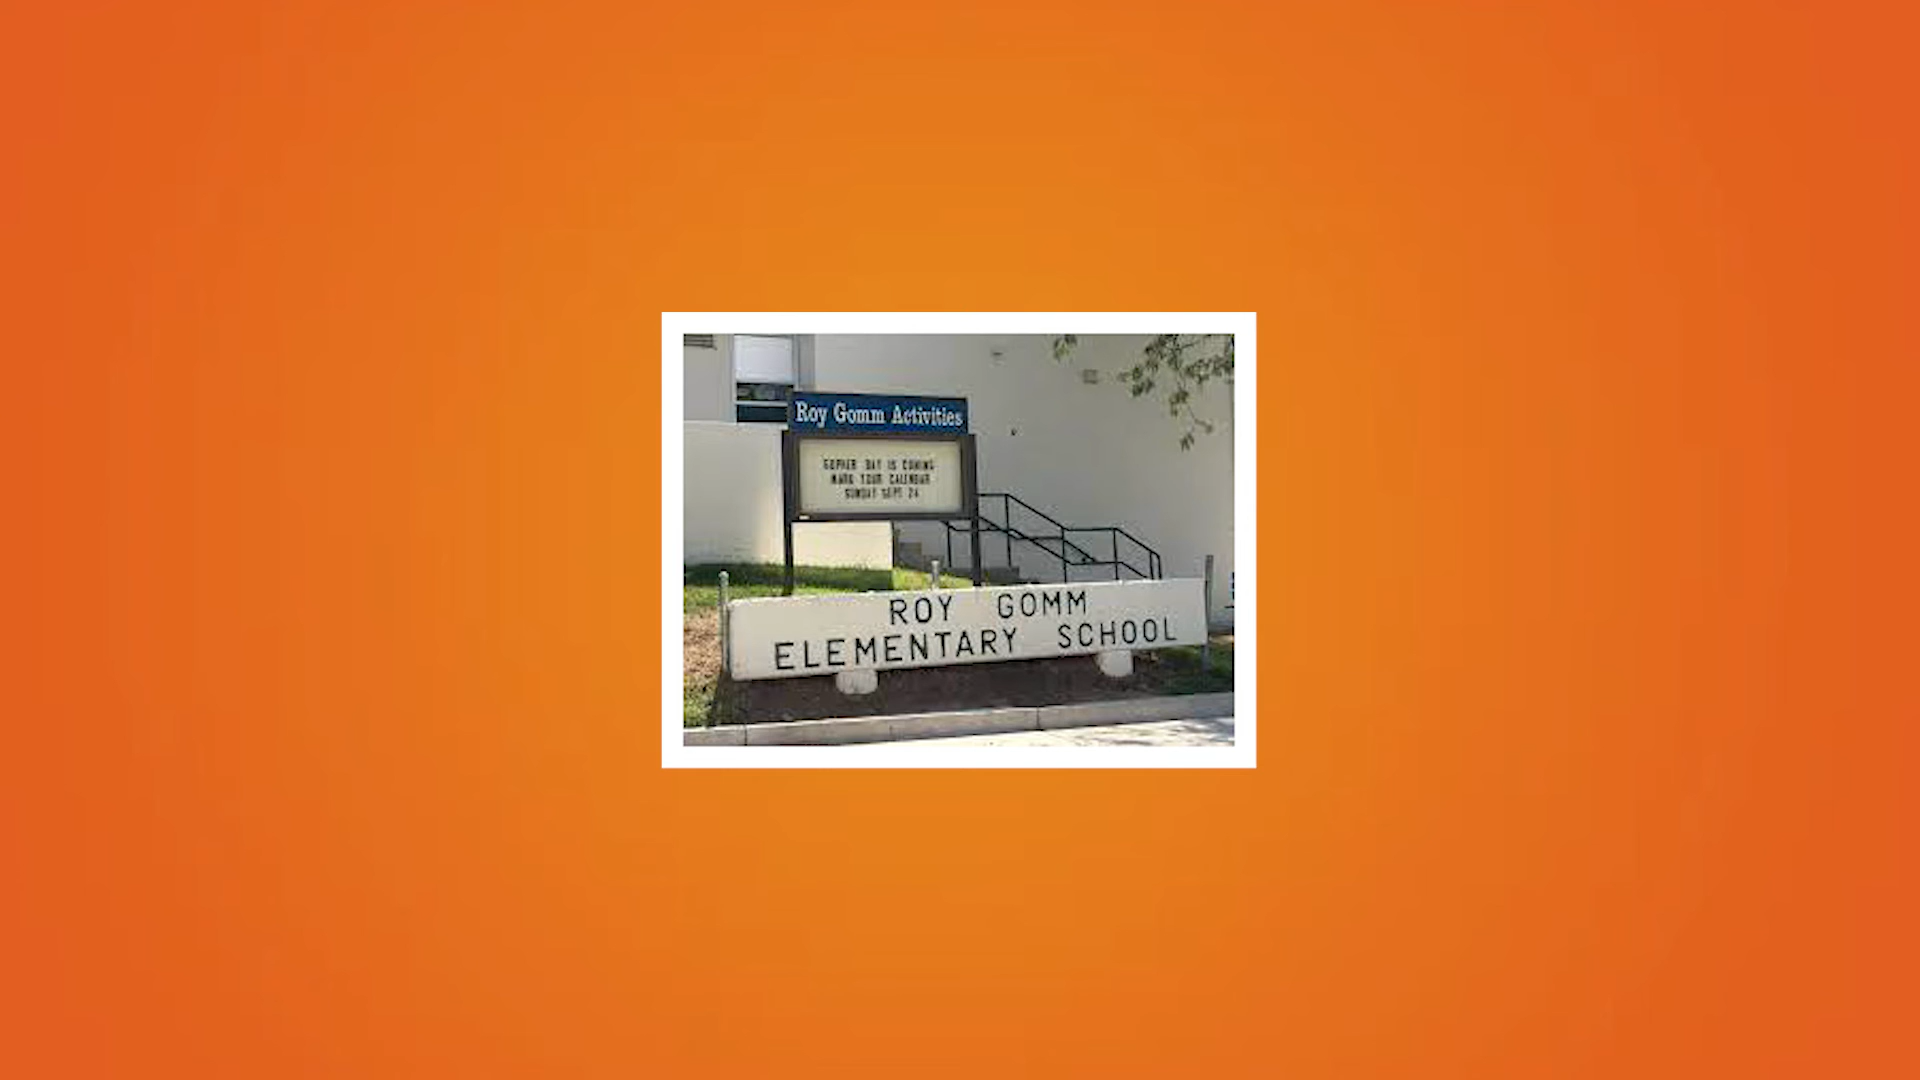 Roy Gomm Activities
GOPHER DAY IS COMING
MARK YOUR CALENDAR
SUNDAY SEPT 24
ROY GOMM
ELEMENTARY SCHOOL